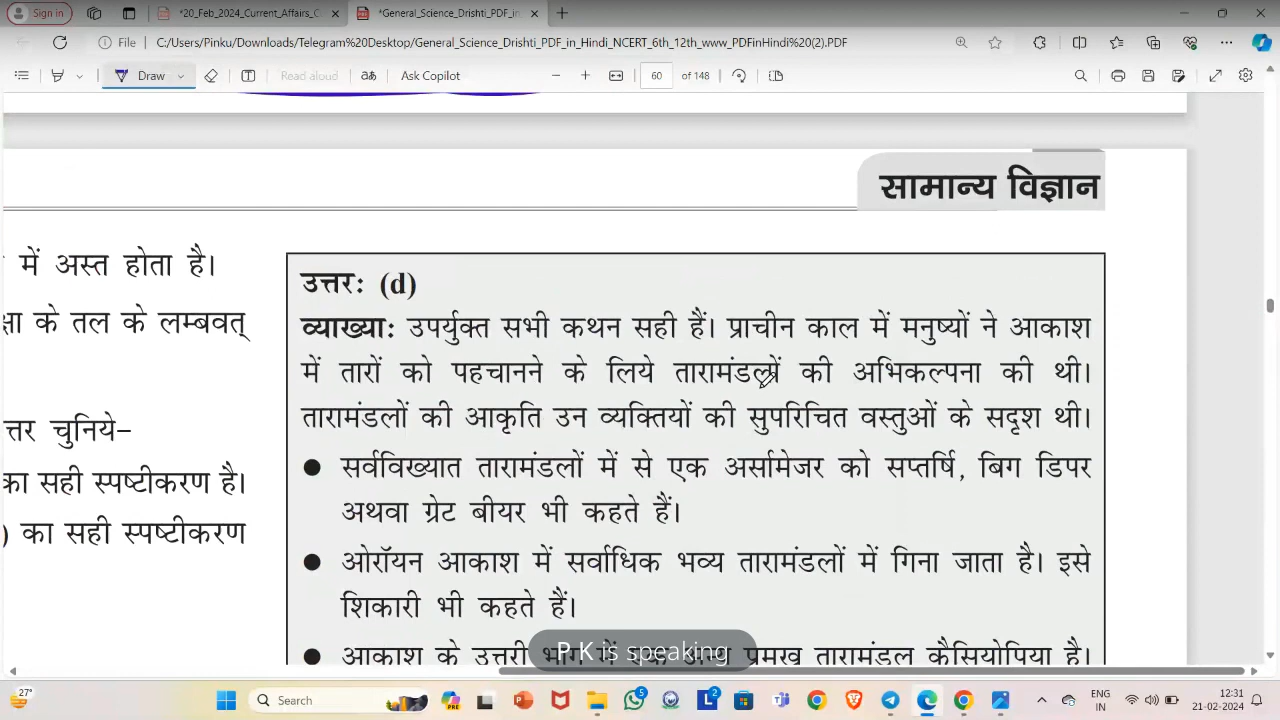 Sign in
*20_Feb_2024_Current_Affairs_C
*General_Science_Drishti_PDF_in
File C:/Users/Pinku/Downloads/Telegram%20Desktop/General_Science_Drishti_PDF_in_Hindi_NCERT_6th_12th_www_PDFinHindi%20(2).PDF
Draw Read aloud Ask Copilot 60 of 148
सामान्य विज्ञान
में अस्त होता है।
क्षा के तल के लम्बवत्
त्तर चुनिये–
का सही स्पष्टीकरण है।
) का सही स्पष्टीकरण
उत्तर: (d)
व्याख्या: उपर्युक्त सभी कथन सही हैं। प्राचीन काल में मनुष्यों ने आकाश
में तारों को पहचानने के लिये तारामंडलों की अभिकल्पना की थी।
तारामंडलों की आकृति उन व्यक्तियों की सुपरिचित वस्तुओं के सदृश थी।
● सर्वविख्यात तारामंडलों में से एक अर्सामेजर को सप्तर्षि, बिग डिपर
अथवा ग्रेट बीयर भी कहते हैं।
● ओरॉयन आकाश में सर्वाधिक भव्य तारामंडलों में गिना जाता है। इसे
शिकारी भी कहते हैं।
● आकाश के उत्तरी भाग में प्रमुख तारामंडल कैसियोपिया है।
P K is speaking
27°
Search
PRE
5
2
ENG
IN
12:31
21-02-2024